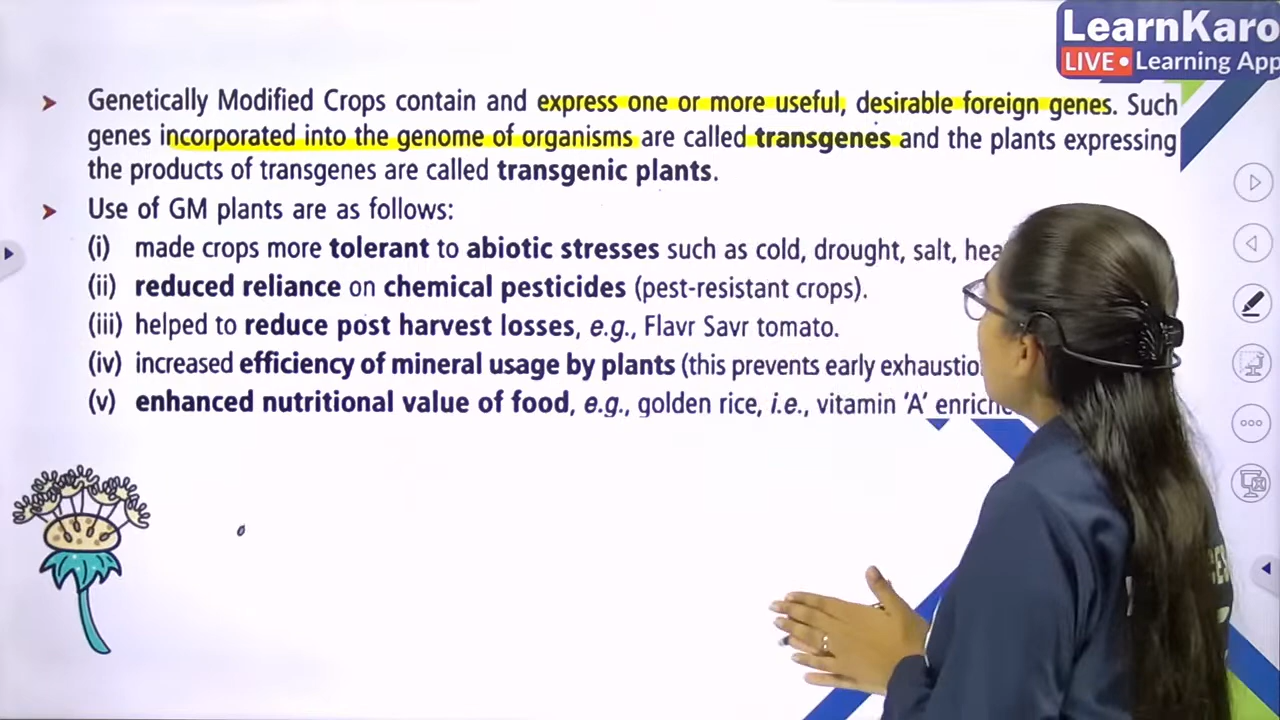 LearnKaro
LIVE • Learning App
➤ Genetically Modified Crops contain and express one or more useful, desirable foreign genes. Such
genes incorporated into the genome of organisms are called transgenes and the plants expressing
the products of transgenes are called transgenic plants.
➤ Use of GM plants are as follows:
(i) made crops more tolerant to abiotic stresses such as cold, drought, salt,
(ii) reduced reliance on chemical pesticides (pest-resistant crops).
(iii) helped to reduce post harvest losses, e.g., Flavr Savr tomato.
(iv) increased efficiency of mineral usage by plants (this prevents early
(v) enhanced nutritional value of food, e.g., golden rice, i.e., vitamin ‘A’